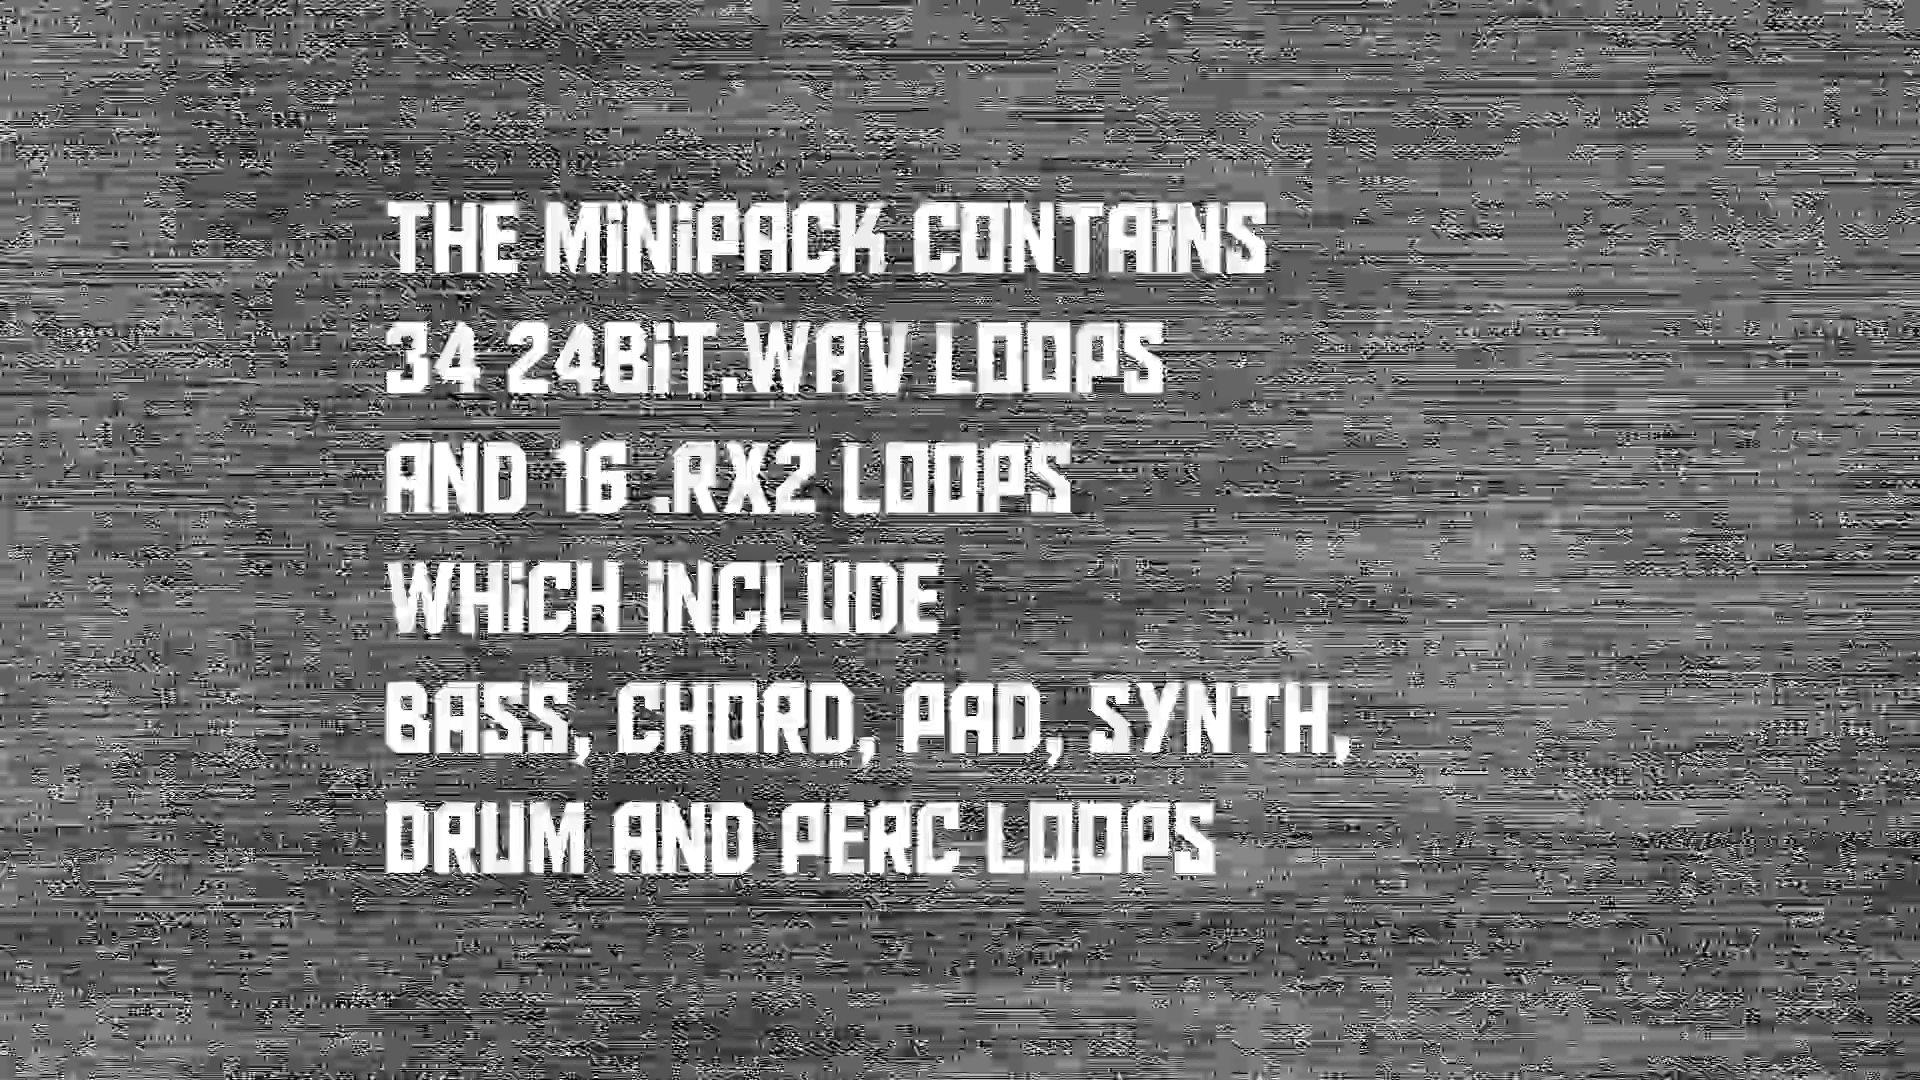 THE MiNiPACK CONTAiNS
34 24BiT.WAV LOOPS
AND 16 .RX2 LOOPS
WHiCH iNCLUDE
BASS, CHORD, PAD, SYNTH,
DRUM AND PERC LOOPS